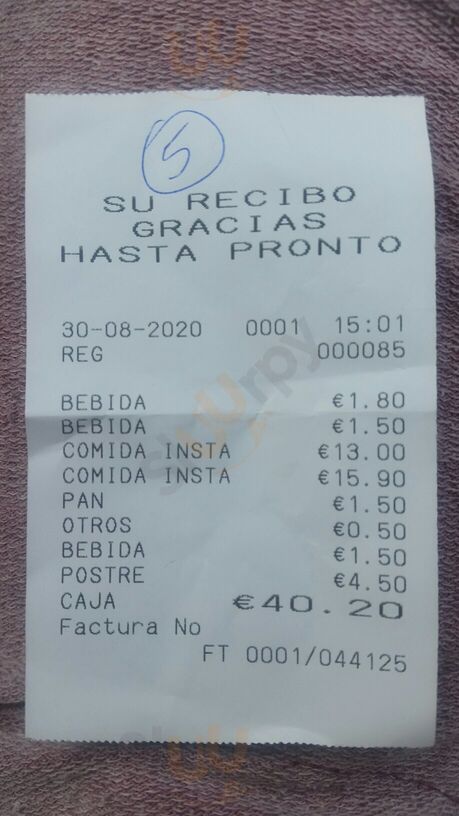 5
SU RECIBO
GRACIAS
HASTA PRONTO
30-08-2020 0001 15:01
REG 000085
BEBIDA €1.80
BEBIDA €1.50
COMIDA INSTA €13.00
COMIDA INSTA €15.90
PAN €1.50
OTROS €0.50
BEBIDA €1.50
POSTRE €4.50
CAJA €40.20
Factura No
FT 0001/044125